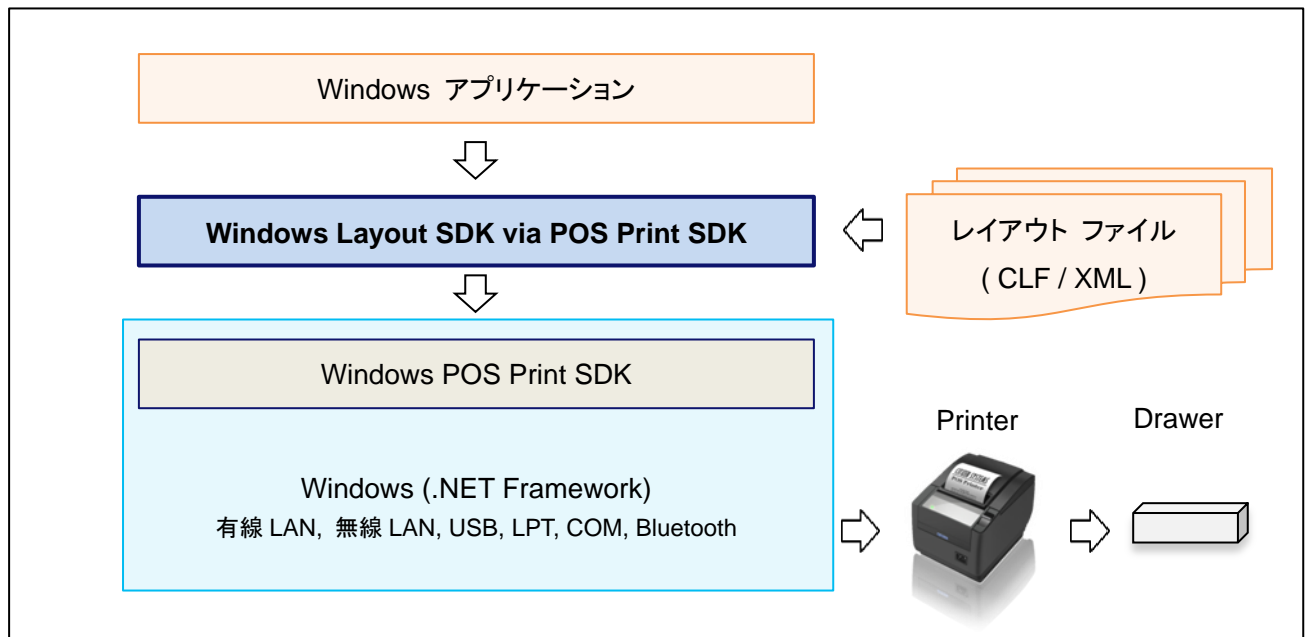 Windows アプリケーション
Windows Layout SDK via POS Print SDK
レイアウト ファイル
( CLF / XML )
Windows POS Print SDK
Printer
Drawer
Windows (.NET Framework)
有線 LAN, 無線 LAN, USB, LPT, COM, Bluetooth